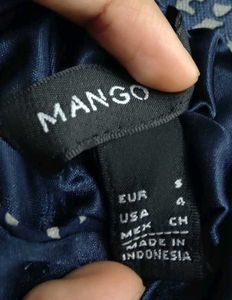 MANGO
EUR S
USA 4
MEX CH
MADE IN
INDONESIA